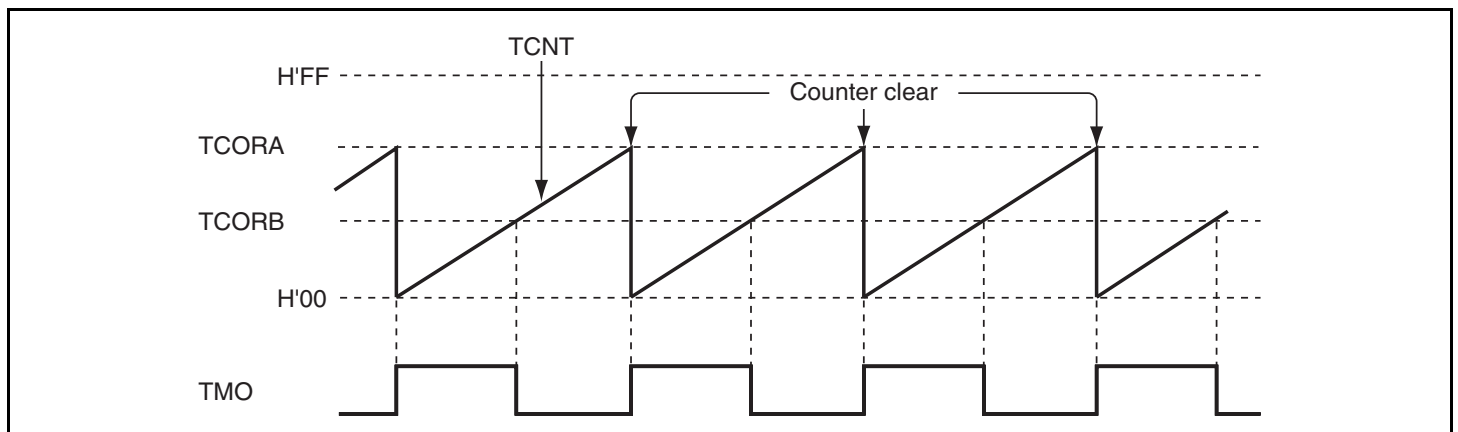 TCNT
H'FF
Counter clear
TCORA
TCORB
H'00
TMO